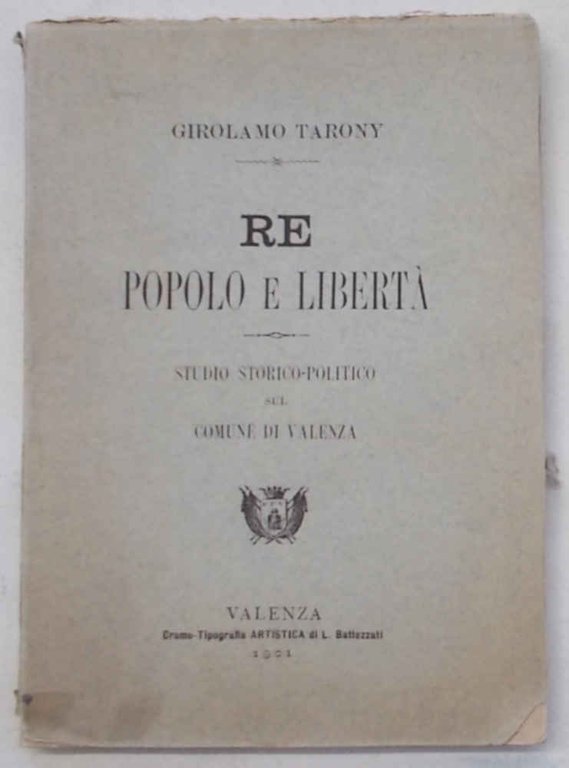 GIROLAMO TARONY
RE
POPOLO E LIBERTÀ
STUDIO STORICO-POLITICO
SUL
COMUNE DI VALENZA
VALENZA
Cromo-Tipografia ARTISTICA di L. Battezzati
1901